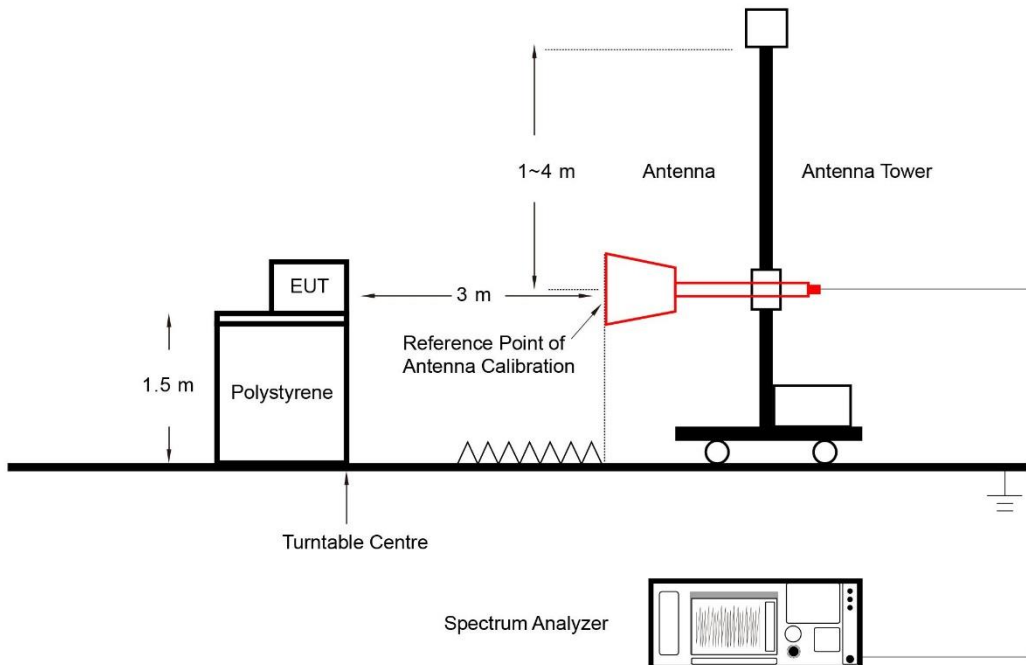 1~4 m
Antenna
Antenna Tower
EUT
3 m
Reference Point of
Antenna Calibration
1.5 m
Polystyrene
Turntable Centre
Spectrum Analyzer